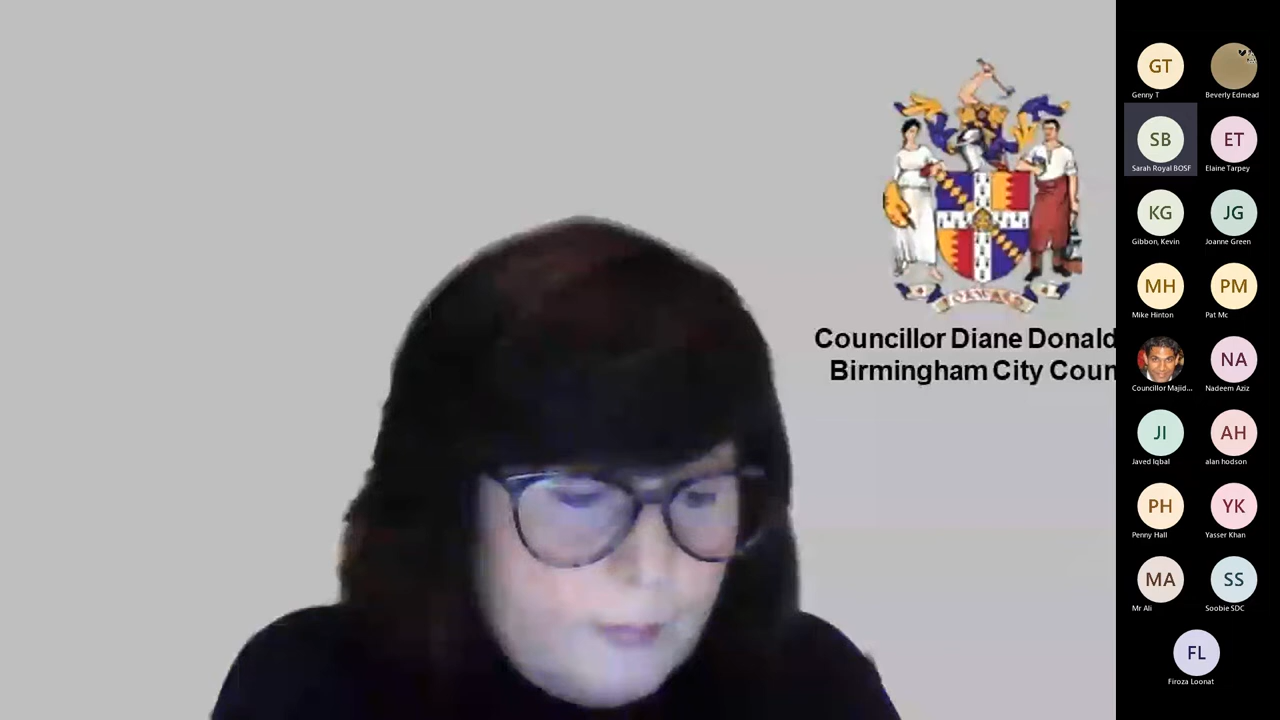 Councillor Diane Donald
Birmingham City Coun
GT
Genny T
Beverly Edmead
SB
Sarah Royal BOSF
ET
Elaine Tarpey
KG
Gibbon, Kevin
JG
Joanne Green
MH
Mike Hinton
PM
Pat Mc
Councillor Majid...
NA
Nadeem Aziz
JI
Javed Iqbal
AH
alan hodson
PH
Penny Hall
YK
Yasser Khan
MA
Mr Ali
SS
Soobie SDC
FL
Firoza Loonat